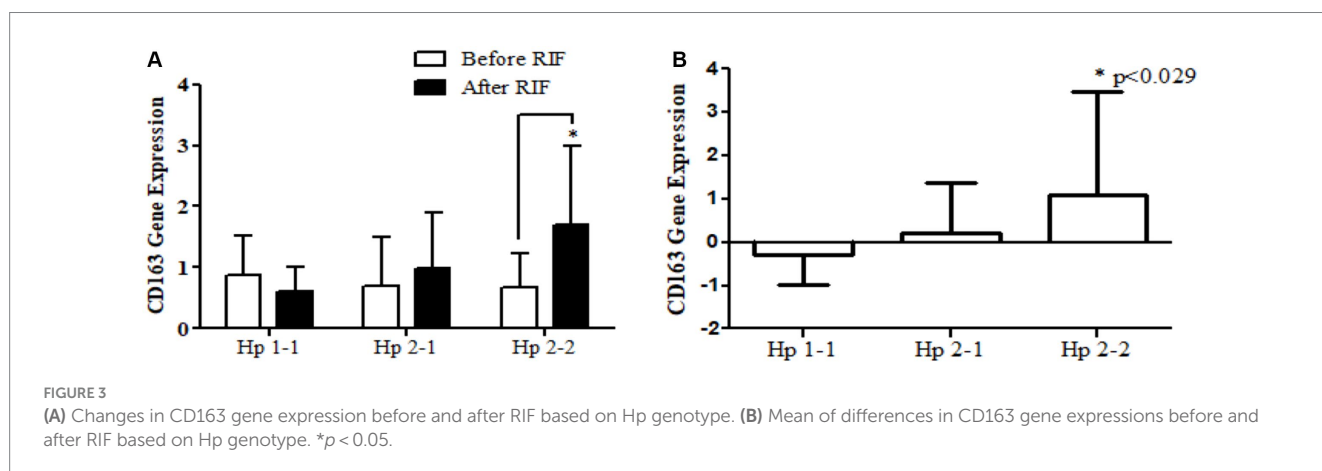 A
Before RIF
After RIF
CD163 Gene Expression
4
3
2
1
0
*
Hp 1-1
Hp 2-1
Hp 2-2
B
CD163 Gene Expression
4
3
2
1
0
-1
-2
* p<0.029
Hp 1-1
Hp 2-1
Hp 2-2
FIGURE 3
(A) Changes in CD163 gene expression before and after RIF based on Hp genotype. (B) Mean of differences in CD163 gene expressions before and
after RIF based on Hp genotype. *p < 0.05.